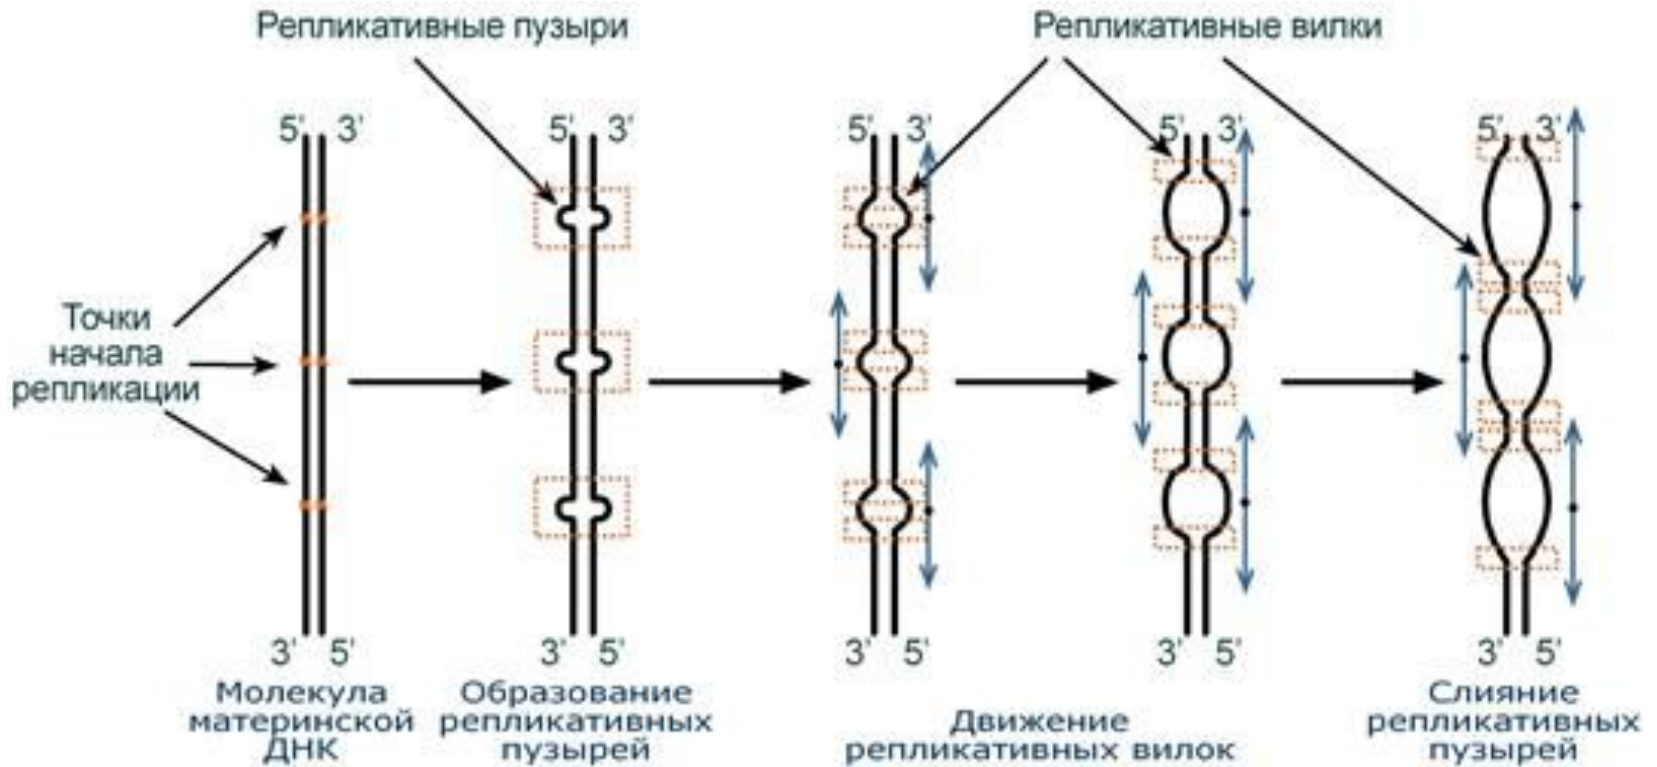 Репликативные пузыри
Репликативные вилки
5' 3'
5' 3'
5' 3'
5' 3'
5' 3'
Точки
начала
репликации
3' 5'
3' 5'
3' 5'
3' 5'
3' 5'
Молекула
материнской
ДНК
Образование
репликативных
пузырей
Движение
репликативных вилок
Слияние
репликативных
пузырей